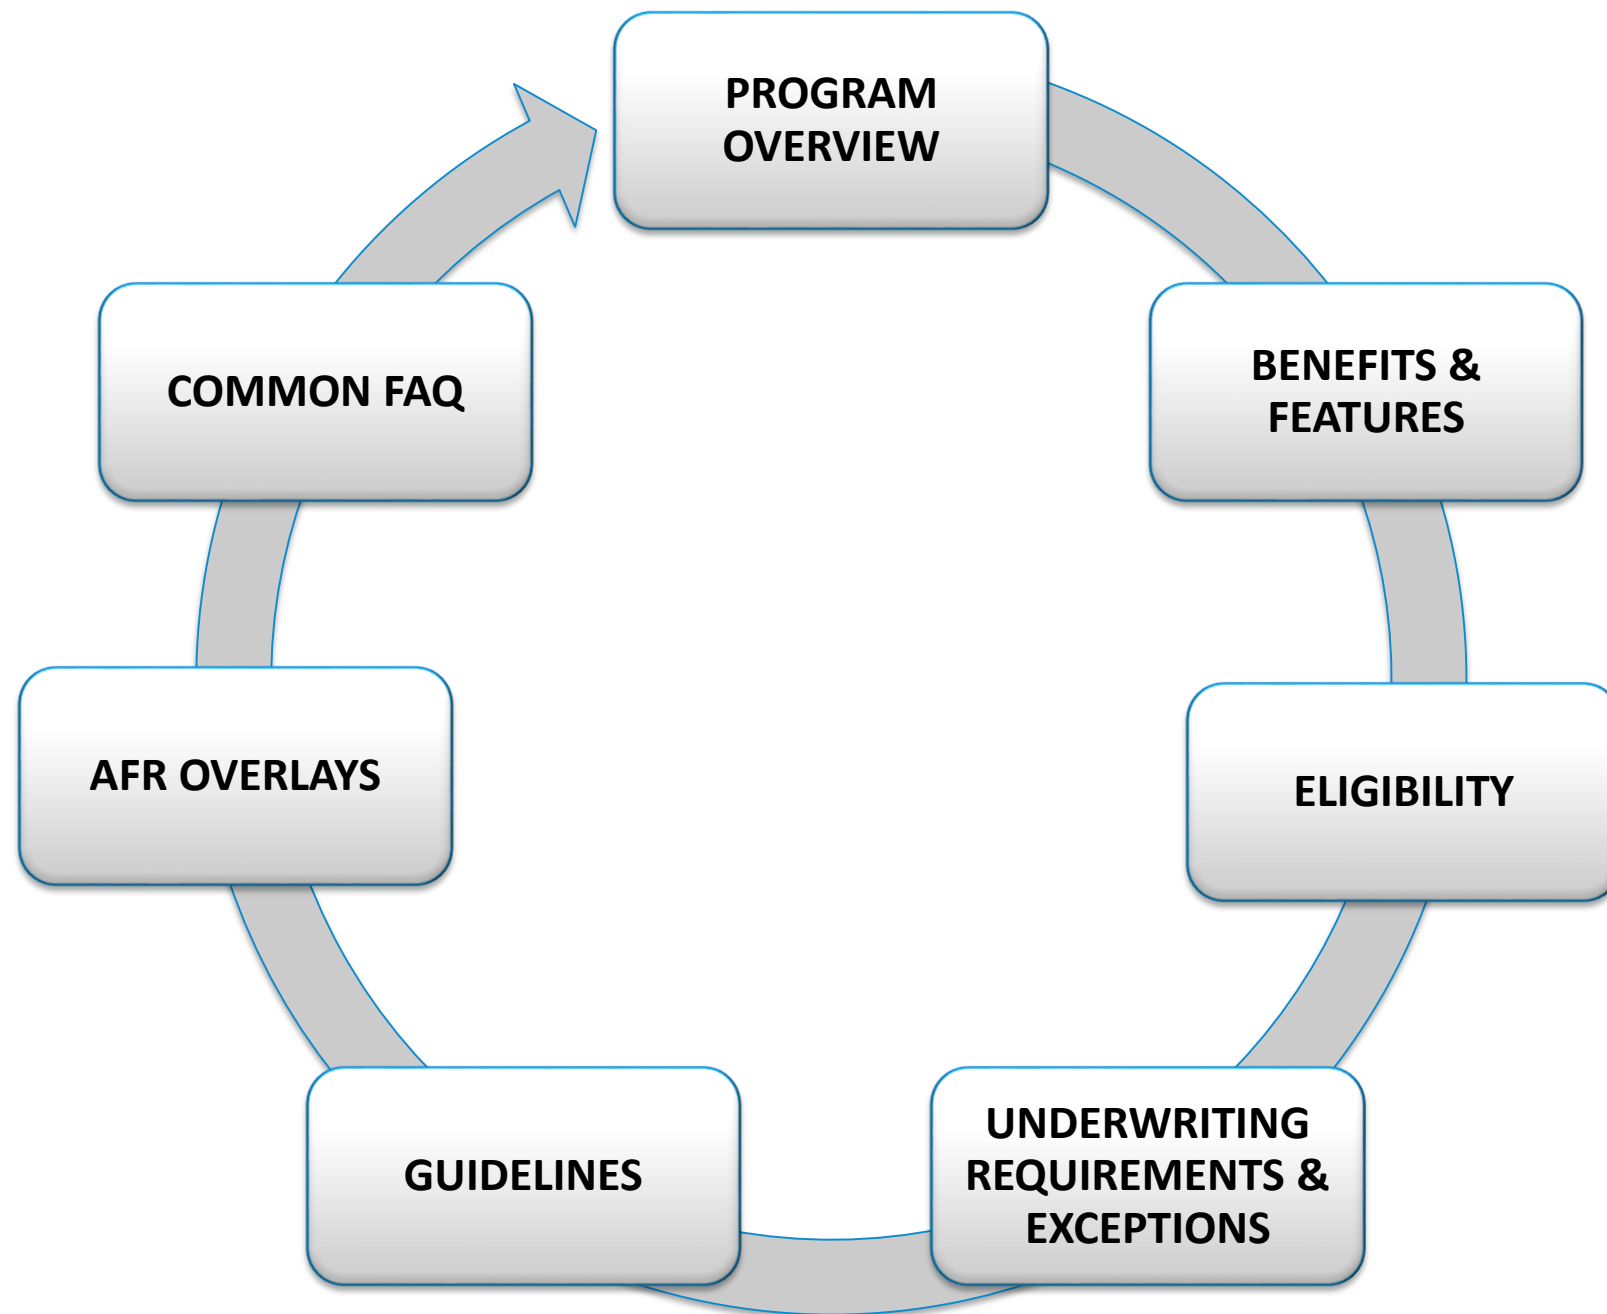 PROGRAM
OVERVIEW
BENEFITS &
FEATURES
ELIGIBILITY
UNDERWRITING
REQUIREMENTS &
EXCEPTIONS
GUIDELINES
AFR OVERLAYS
COMMON FAQ